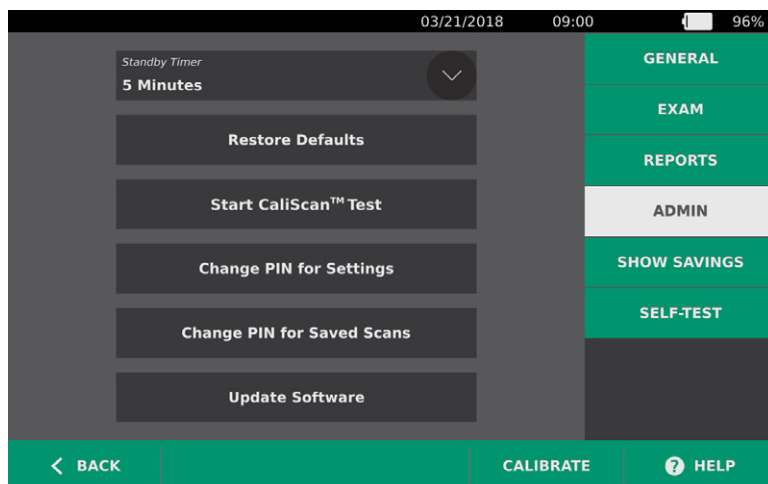 03/21/2018 09:00 96%
Standby Timer
5 Minutes
Restore Defaults
Start CaliScan™ Test
Change PIN for Settings
Change PIN for Saved Scans
Update Software
GENERAL
EXAM
REPORTS
ADMIN
SHOW SAVINGS
SELF-TEST
BACK
CALIBRATE
? HELP